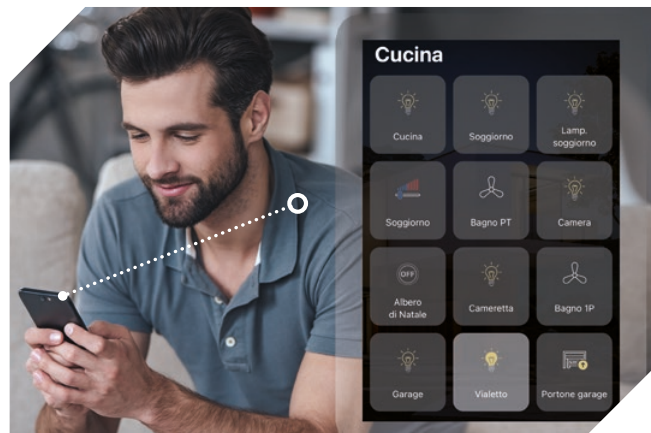 Cucina
Cucina
Soggiorno
Lamp.
soggiorno
Soggiorno
Bagno PT
Camera
OFF
Albero
di Natale
Cameretta
Bagno 1P
Garage
Vialetto
Portone garage